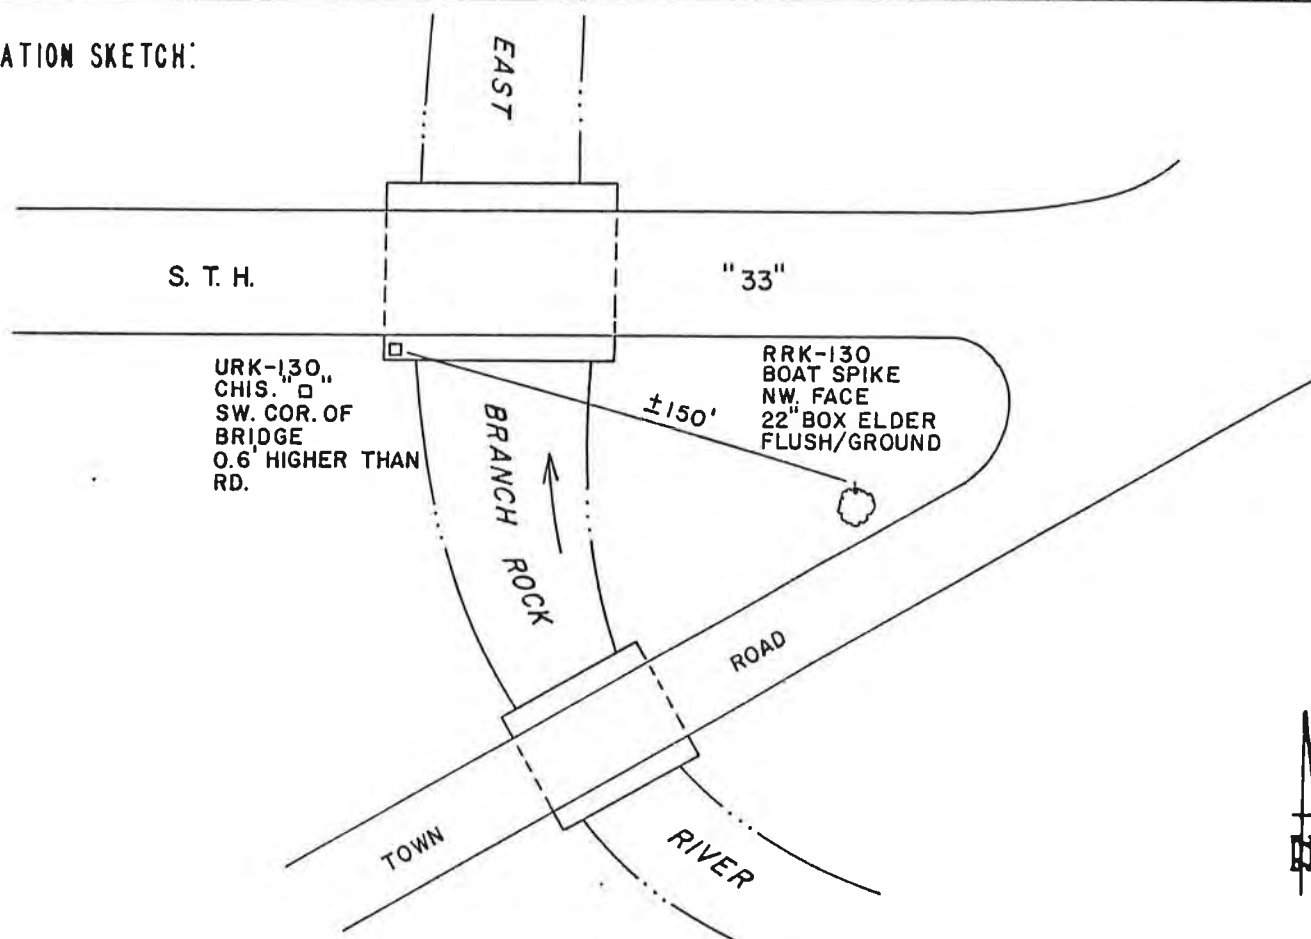 ATION SKETCH:
EAST
S. T. H.
"33"
URK-130
CHIS. "□"
SW. COR. OF
BRIDGE
0.6' HIGHER THAN
RD.
±150'
RRK-130
BOAT SPIKE
NW. FACE
22" BOX ELDER
FLUSH/GROUND
BRANCH ROCK
ROAD
TOWN
RIVER